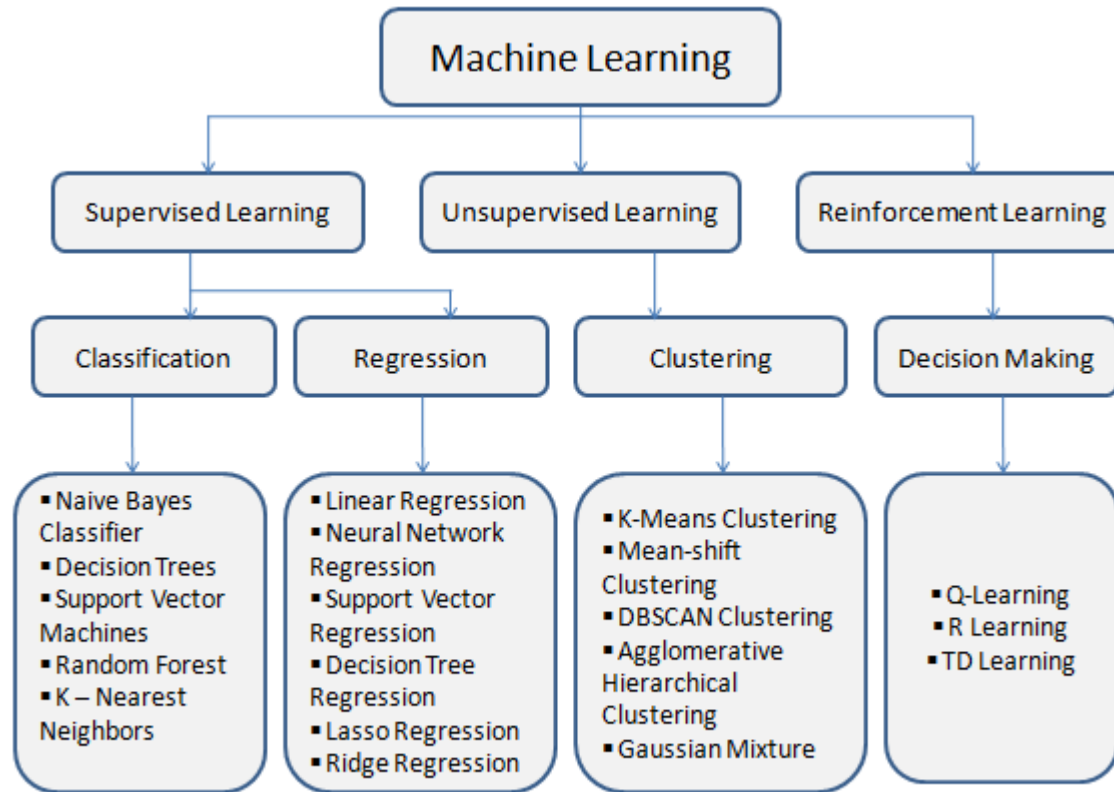 Machine Learning
Supervised Learning
Unsupervised Learning
Reinforcement Learning
Classification
Regression
Clustering
Decision Making
▪ Naive Bayes
Classifier
▪ Decision Trees
▪ Support Vector
Machines
▪ Random Forest
▪ K – Nearest
Neighbors
▪ Linear Regression
▪ Neural Network
Regression
▪ Support Vector
Regression
▪ Decision Tree
Regression
▪ Lasso Regression
▪ Ridge Regression
▪ K-Means Clustering
▪ Mean-shift
Clustering
▪ DBSCAN Clustering
▪ Agglomerative
Hierarchical
Clustering
▪ Gaussian Mixture
▪ Q-Learning
▪ R Learning
▪ TD Learning